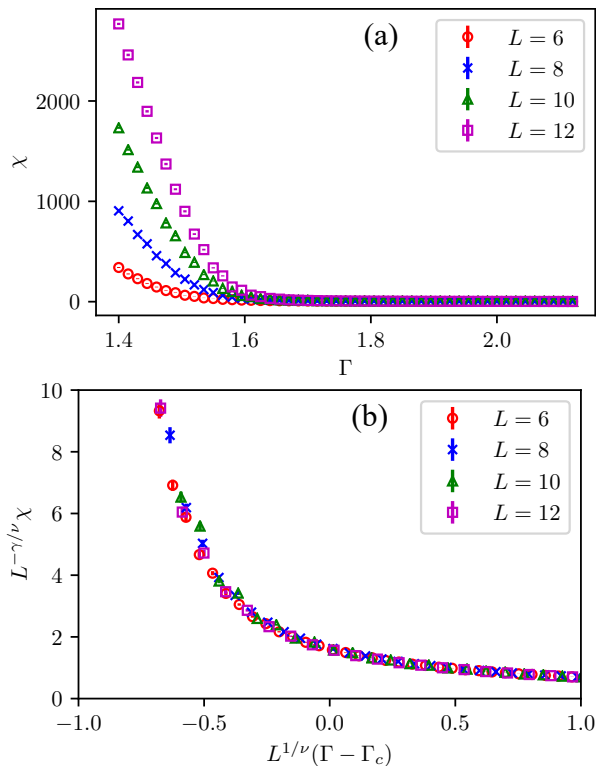 (a)
L = 6
L = 8
L = 10
L = 12
χ
2000
1000
0
1.4 1.6 1.8 2.0
Γ
(b)
L = 6
L = 8
L = 10
L = 12
L^{-γ/ν} χ
10
8
6
4
2
0
−1.0 −0.5 0.0 0.5 1.0
L^{1/ν}(Γ − Γ_c)